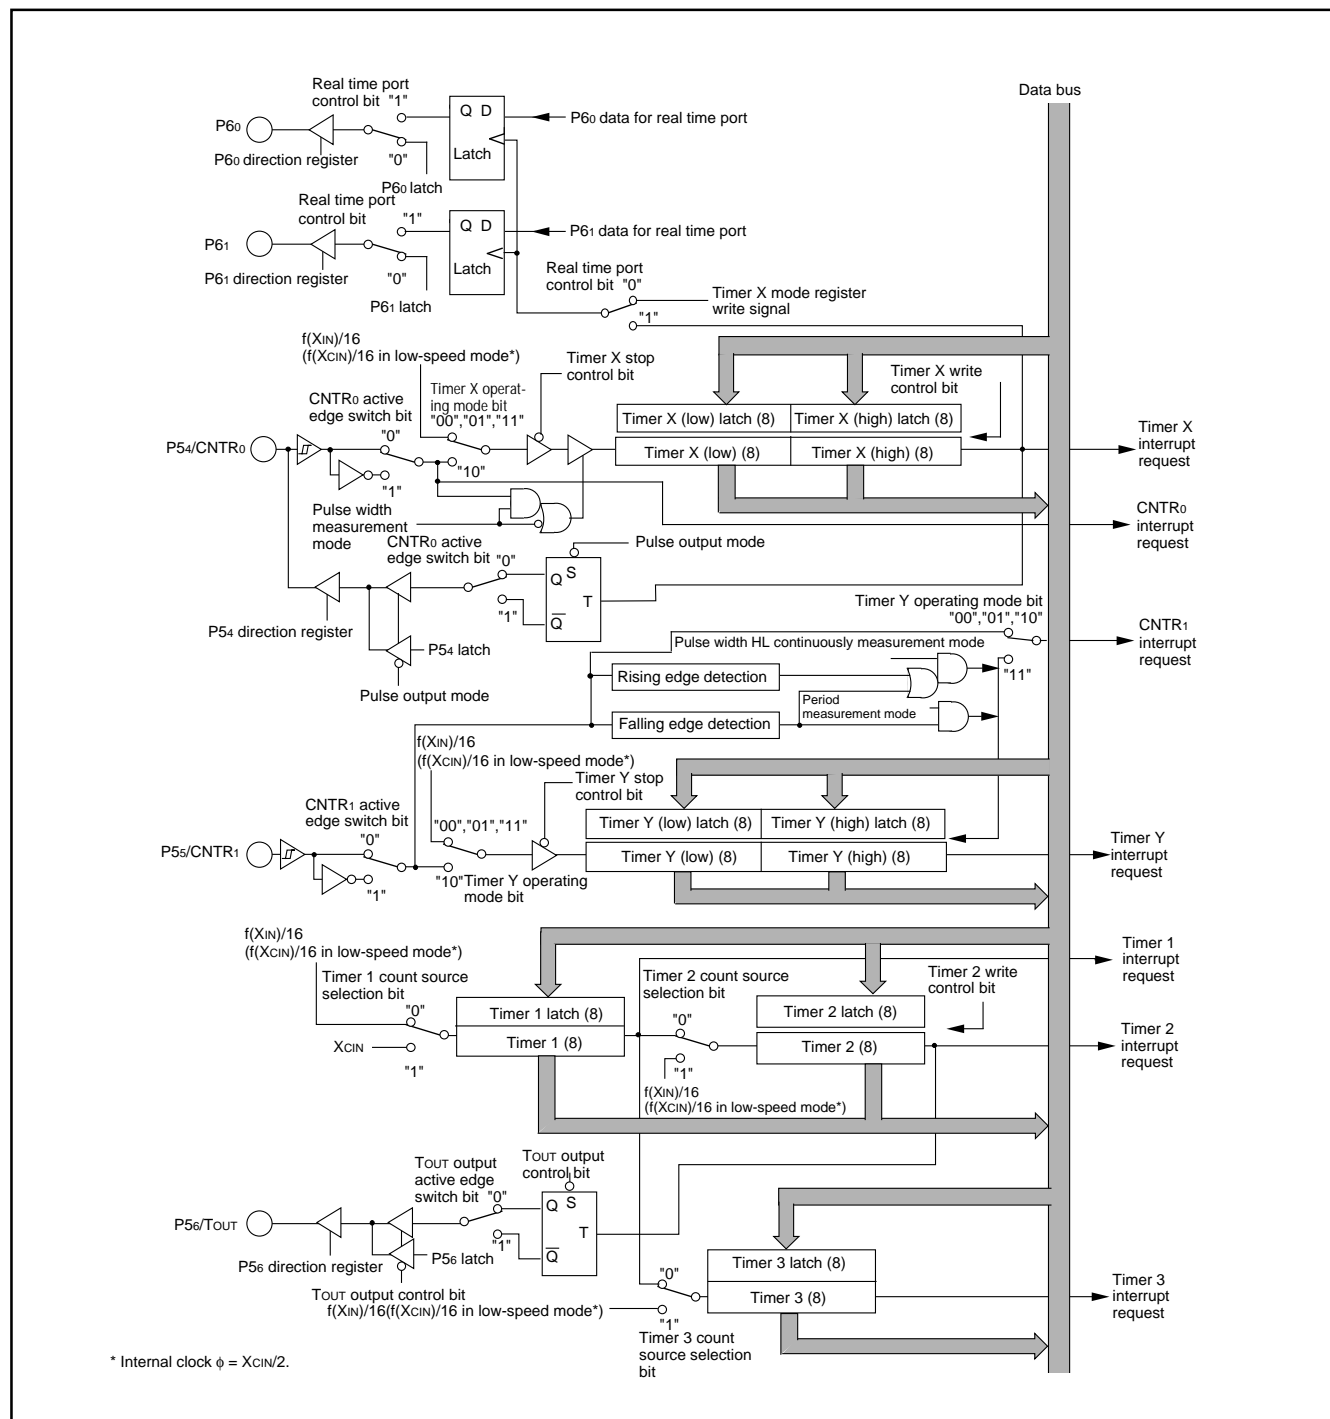 Data bus
Real time port
control bit "1"
Q D
Latch
P60 data for real time port
P60
"0"
P60 direction register
P60 latch
Real time port
control bit
"1"
Q D
Latch
P61 data for real time port
P61
"0"
P61 direction register
P61 latch
Real time port
control bit "0"
"1"
Timer X mode register
write signal
f(XIN)/16
(f(XCIN)/16 in low-speed mode*)
Timer X stop
control bit
Timer X write
control bit
CNTR0 active
edge switch bit
Timer X operat-
ing mode bit
"00","01","11"
"0"
"10"
"1"
P54/CNTR0
Timer X (low) latch (8)
Timer X (high) latch (8)
Timer X (low) (8)
Timer X (high) (8)
Timer X
interrupt
request
Pulse width
measurement
mode
CNTR0
interrupt
request
CNTR0 active
edge switch bit
"0"
Pulse output mode
Q S
T
Q
"1"
P54 direction register
P54 latch
Pulse output mode
Timer Y operating mode bit
"00","01","10"
CNTR1
interrupt
request
Pulse width HL continuously measurement mode
"11"
Rising edge detection
Period
measurement mode
Falling edge detection
f(XIN)/16
(f(XCIN)/16 in low-speed mode*)
Timer Y stop
control bit
CNTR1 active
edge switch bit
"0"
"00","01","11"
P55/CNTR1
"1"
"10" Timer Y operating
mode bit
Timer Y (low) latch (8)
Timer Y (high) latch (8)
Timer Y (low) (8)
Timer Y (high) (8)
Timer Y
interrupt
request
f(XIN)/16
(f(XCIN)/16 in low-speed mode*)
Timer 1 count source
selection bit
"0"
XCIN
"1"
Timer 1 latch (8)
Timer 1 (8)
Timer 2 count source
selection bit
"0"
"1"
f(XIN)/16
(f(XCIN)/16 in low-speed mode*)
Timer 2 write
control bit
Timer 2 latch (8)
Timer 2 (8)
Timer 1
interrupt
request
Timer 2
interrupt
request
TOUT output
active edge
switch bit
"0"
TOUT output
control bit
Q S
T
Q
"1"
P56/TOUT
P56 direction register
P56 latch
TOUT output control bit
f(XIN)/16(f(XCIN)/16 in low-speed mode*)
"0"
"1"
Timer 3 count
source selection
bit
Timer 3 latch (8)
Timer 3 (8)
Timer 3
interrupt
request
* Internal clock ϕ = XCIN/2.